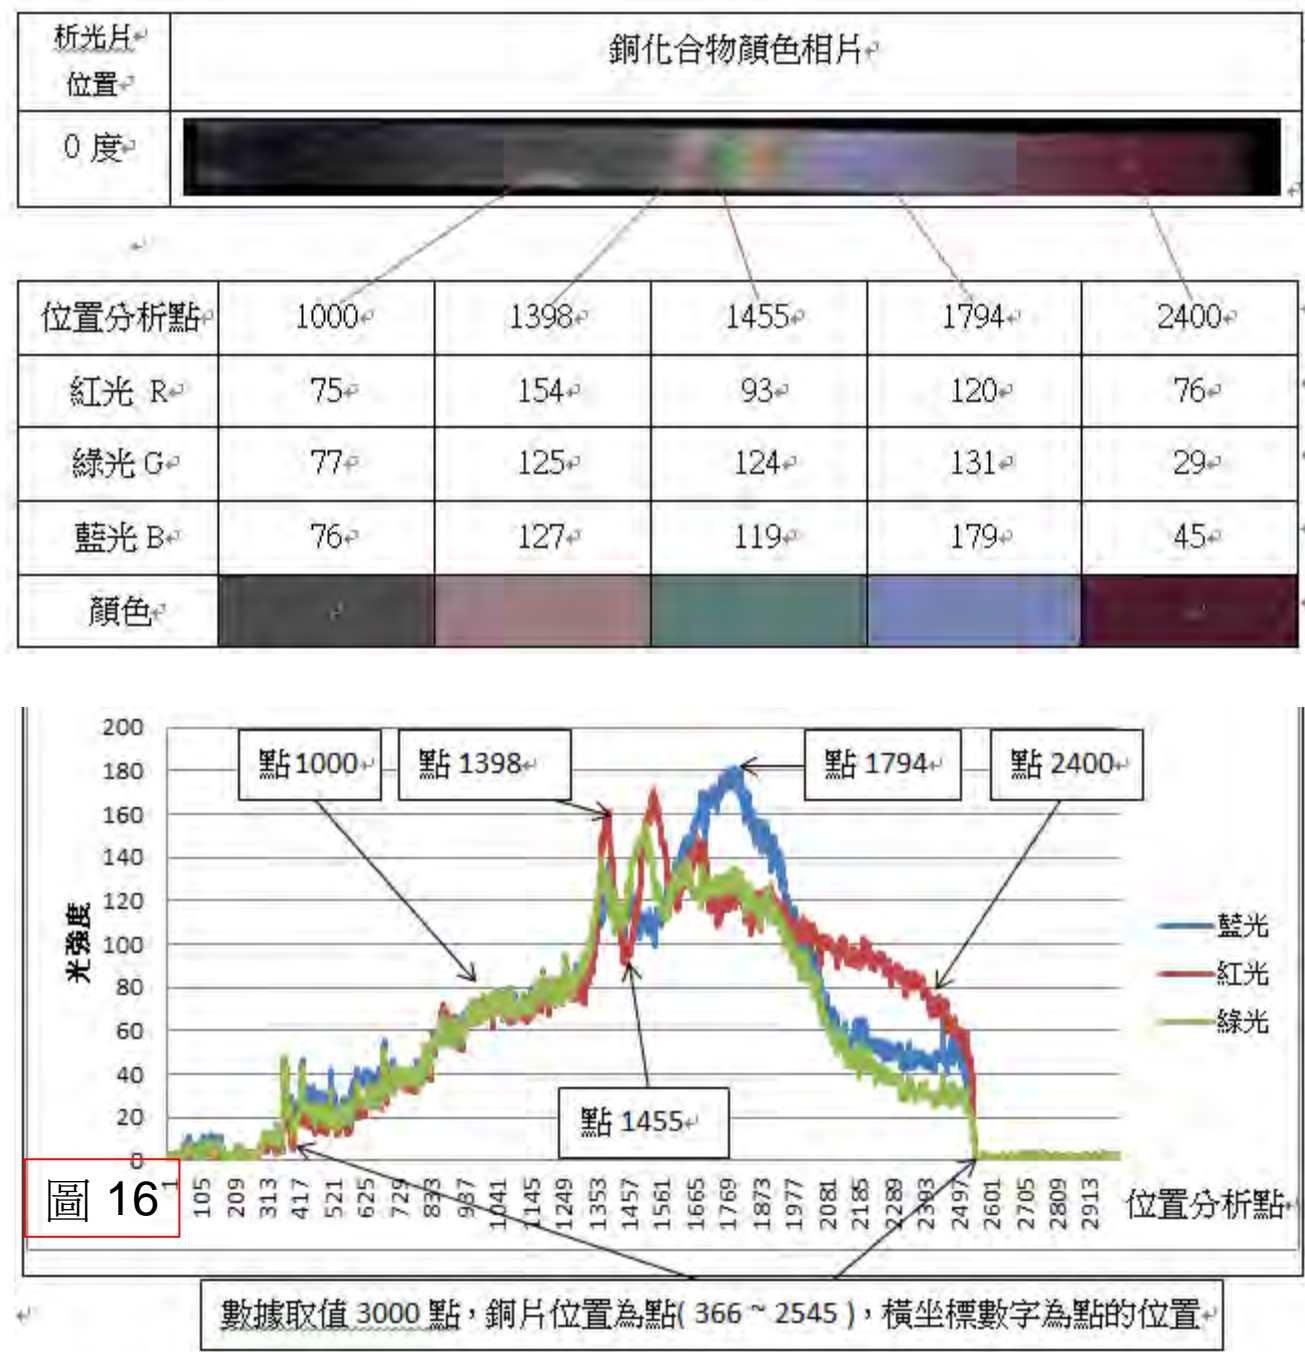 析光片
位置
銅化合物顏色相片
0 度
位置分析點 1000 1398 1455 1794 2400
紅光 R 75 154 93 120 76
綠光 G 77 125 124 131 29
藍光 B 76 127 119 179 45
顏色
200
180
160
140
120
100
80
60
40
20
0
光強度
點 1000
點 1398
點 1794
點 2400
點 1455
藍光
紅光
綠光
1 105 209 313 417 521 625 729 833 937 1041 1145 1249 1353 1457 1561 1665 1769 1873 1977 2081 2185 2289 2393 2497 2601 2705 2809 2913
位置分析點
圖 16
數據取值 3000 點，銅片位置為點( 366 ~ 2545 )，橫坐標數字為點的位置